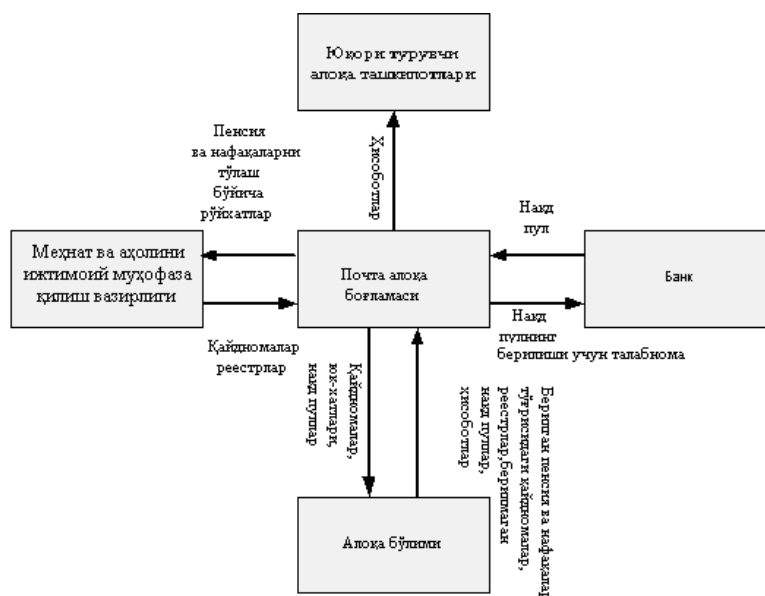 Юқори турувчи
алоқа ташкилотлари
Пенсия
ва нафақаларни
тўлаш
бўйича
рўйхатлар
Ҳисоботлар
Нақд
пул
Меҳнат ва аҳолини
ижтимоий муҳофаза
қилиш вазирлиги
Почта алоқа
боғламаси
Банк
Қайдномалар
реестрлар
Нақд
пулнинг
берилиши учун талабнома
Қайдномалар,
юк-хатлари,
нақд пуллар
Берилган пенсия ва нафақалар
тўғрисидаги қайдномалар,
реестрлар,берилмаган
нақд пуллар,
ҳисоботлар
Алоқа бўлими